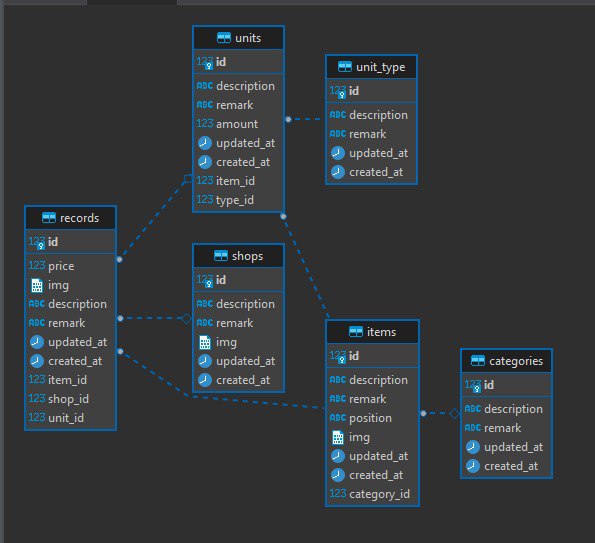 units
123 id
ABC description
ABC remark
123 amount
updated_at
created_at
123 item_id
123 type_id
unit_type
123 id
ABC description
ABC remark
updated_at
created_at
records
123 id
123 price
img
ABC description
ABC remark
updated_at
created_at
123 item_id
123 shop_id
123 unit_id
shops
123 id
ABC description
ABC remark
img
updated_at
created_at
items
123 id
ABC description
ABC remark
ABC position
img
updated_at
created_at
123 category_id
categories
123 id
ABC description
ABC remark
updated_at
created_at